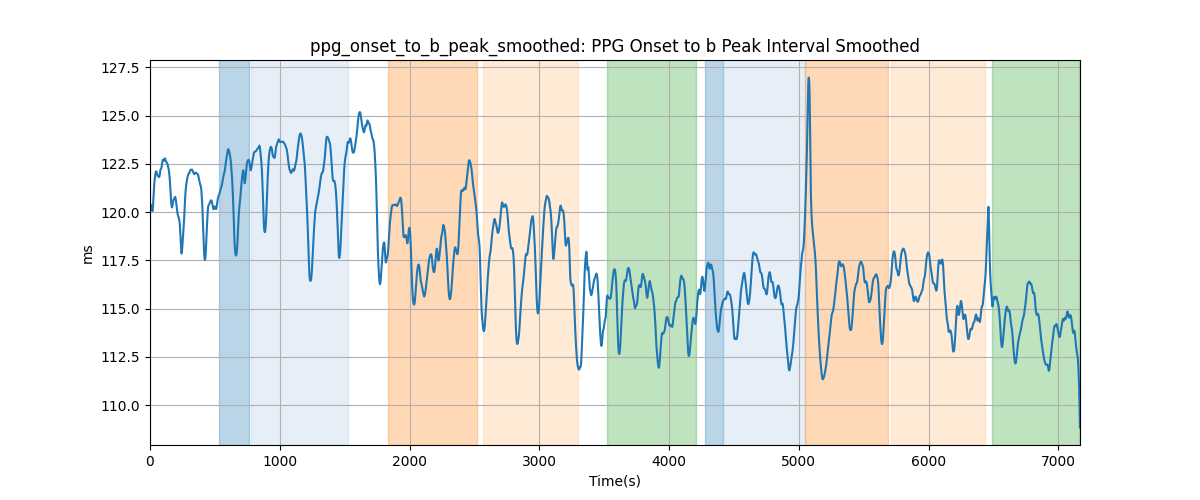 ppg_onset_to_b_peak_smoothed: PPG Onset to b Peak Interval Smoothed
127.5
125.0
122.5
120.0
117.5
115.0
112.5
110.0
ms
0 1000 2000 3000 4000 5000 6000 7000
Time(s)